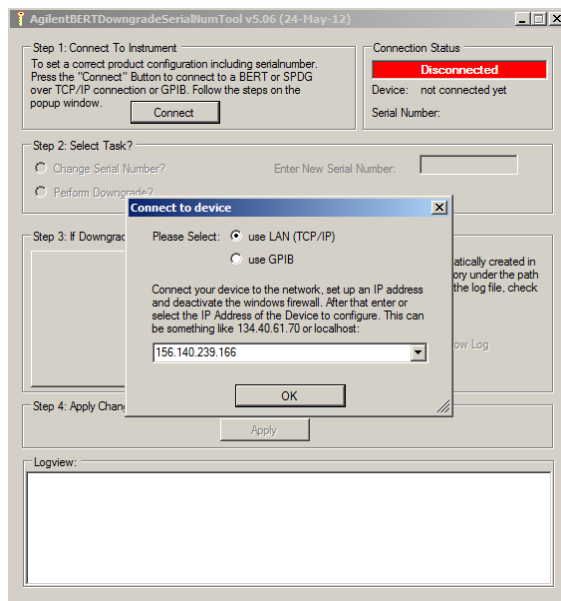 AgilentBERTDowngradeSerialNumTool v5.06 (24-May-12)
Step 1: Connect To Instrument
To set a correct product configuration including serialnumber.
Press the "Connect" Button to connect to a BERT or SPDG
over TCP/IP connection or GPIB. Follow the steps on the
popup window.
Connect
Connection Status
Disconnected
Device: not connected yet
Serial Number:
Step 2: Select Task?
Change Serial Number?
Enter New Serial Number:
Perform Downgrade?
Connect to device
Please Select: use LAN (TCP/IP)
use GPIB
Connect your device to the network, set up an IP address
and deactivate the windows firewall. After that enter or
select the IP Address of the Device to configure. This can
be something like 134.40.61.70 or localhost:
156.140.239.166
OK
Step 3: If Downgrad
atically created in
ory under the path
the log file, check
ow Log
Step 4: Apply Chang
Apply
Logview: